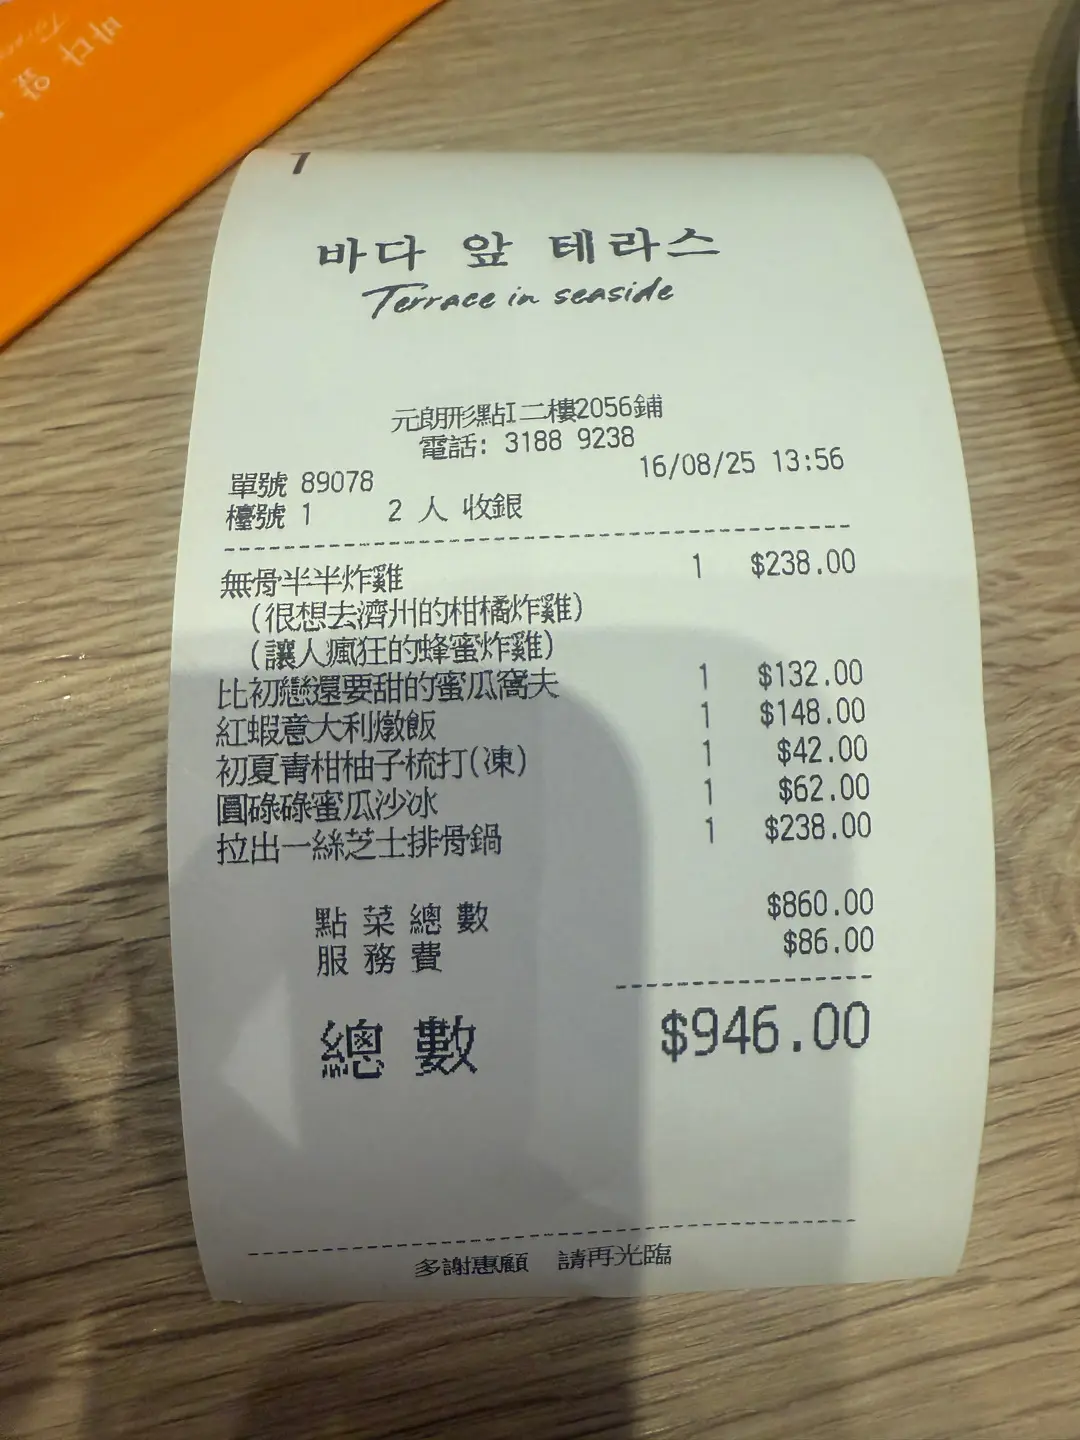 바다 앞
7
바다 앞 테라스
Terrace in seaside
元朗形點I二樓2056鋪
電話: 3188 9238
單號 89078 16/08/25 13:56
檯號 1 2 人 收銀
無骨半半炸雞 1 $238.00
(很想去濟州的柑橘炸雞)
(讓人瘋狂的蜂蜜炸雞)
比初戀還要甜的蜜瓜窩夫 1 $132.00
紅蝦意大利燉飯 1 $148.00
初夏青柑柚子梳打(凍) 1 $42.00
圓碌碌蜜瓜沙冰 1 $62.00
拉出一絲芝士排骨鍋 1 $238.00
點菜總數 $860.00
服務費 $86.00
總數 $946.00
多謝惠顧 請再光臨